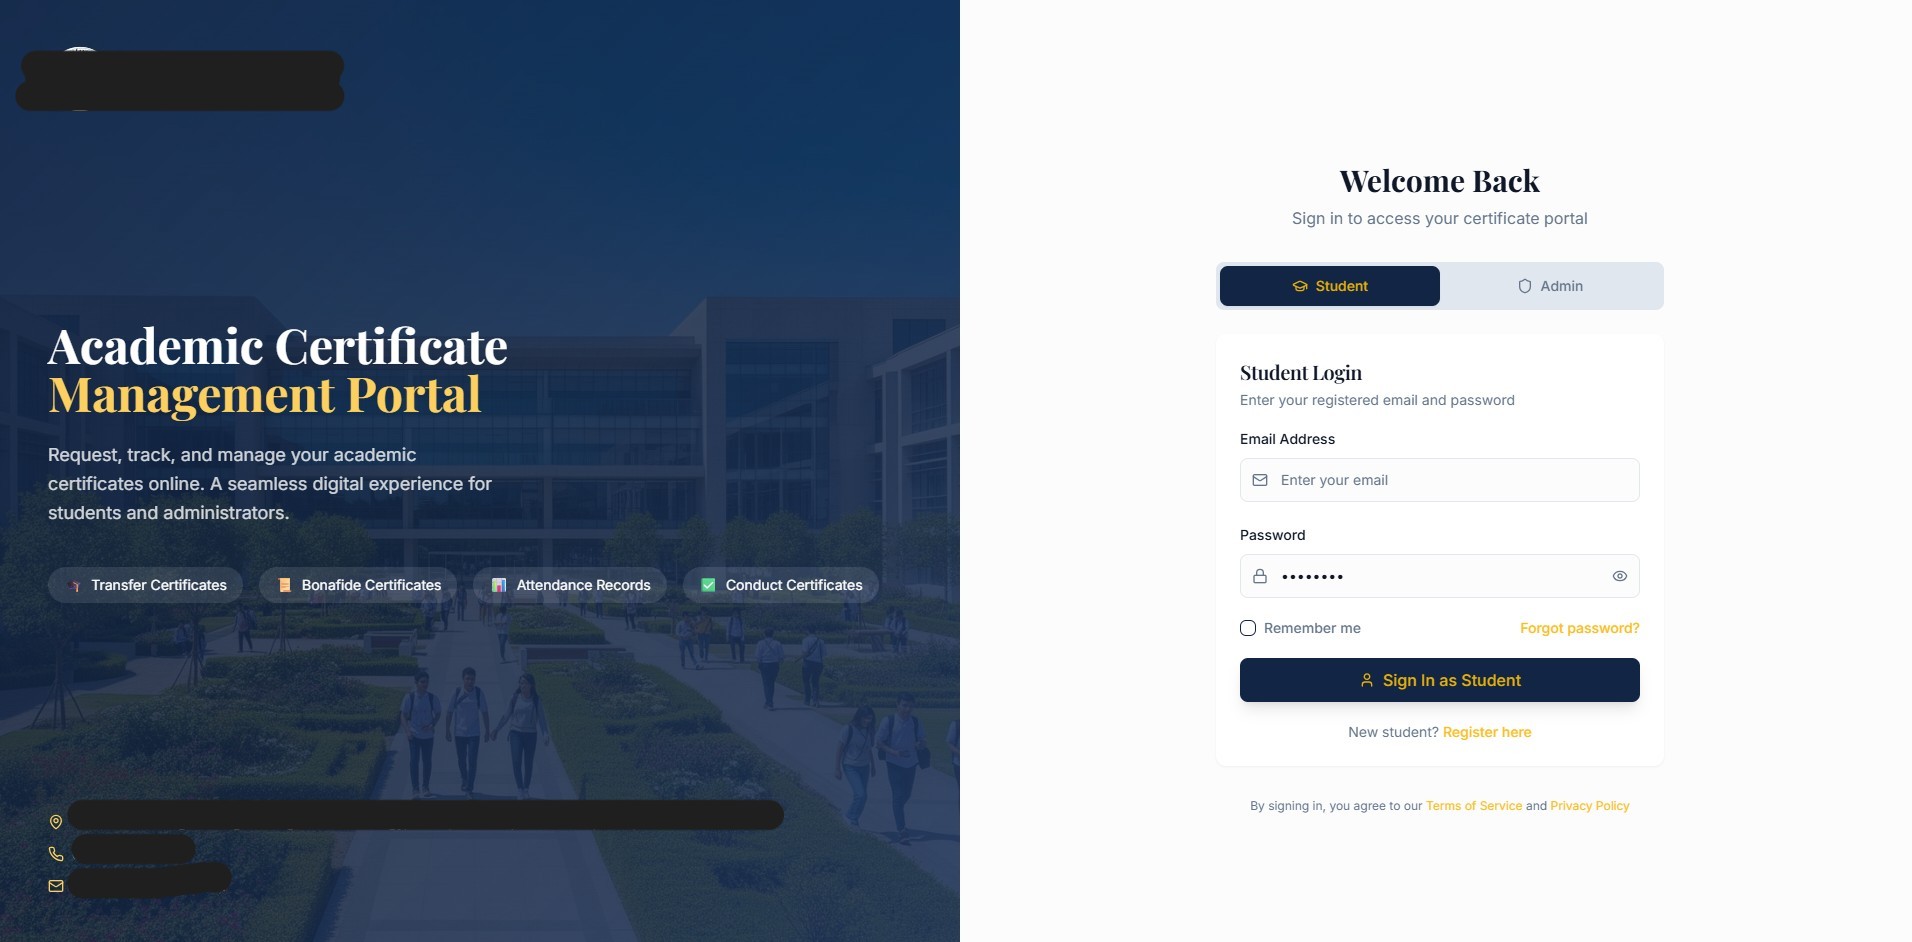 Academic Certificate
Management Portal
Request, track, and manage your academic
certificates online. A seamless digital experience for
students and administrators.
Transfer Certificates
Bonafide Certificates
Attendance Records
Conduct Certificates
Welcome Back
Sign in to access your certificate portal
Student
Admin
Student Login
Enter your registered email and password
Email Address
Enter your email
Password
••••••••
Remember me
Forgot password?
Sign In as Student
New student? Register here
By signing in, you agree to our Terms of Service and Privacy Policy